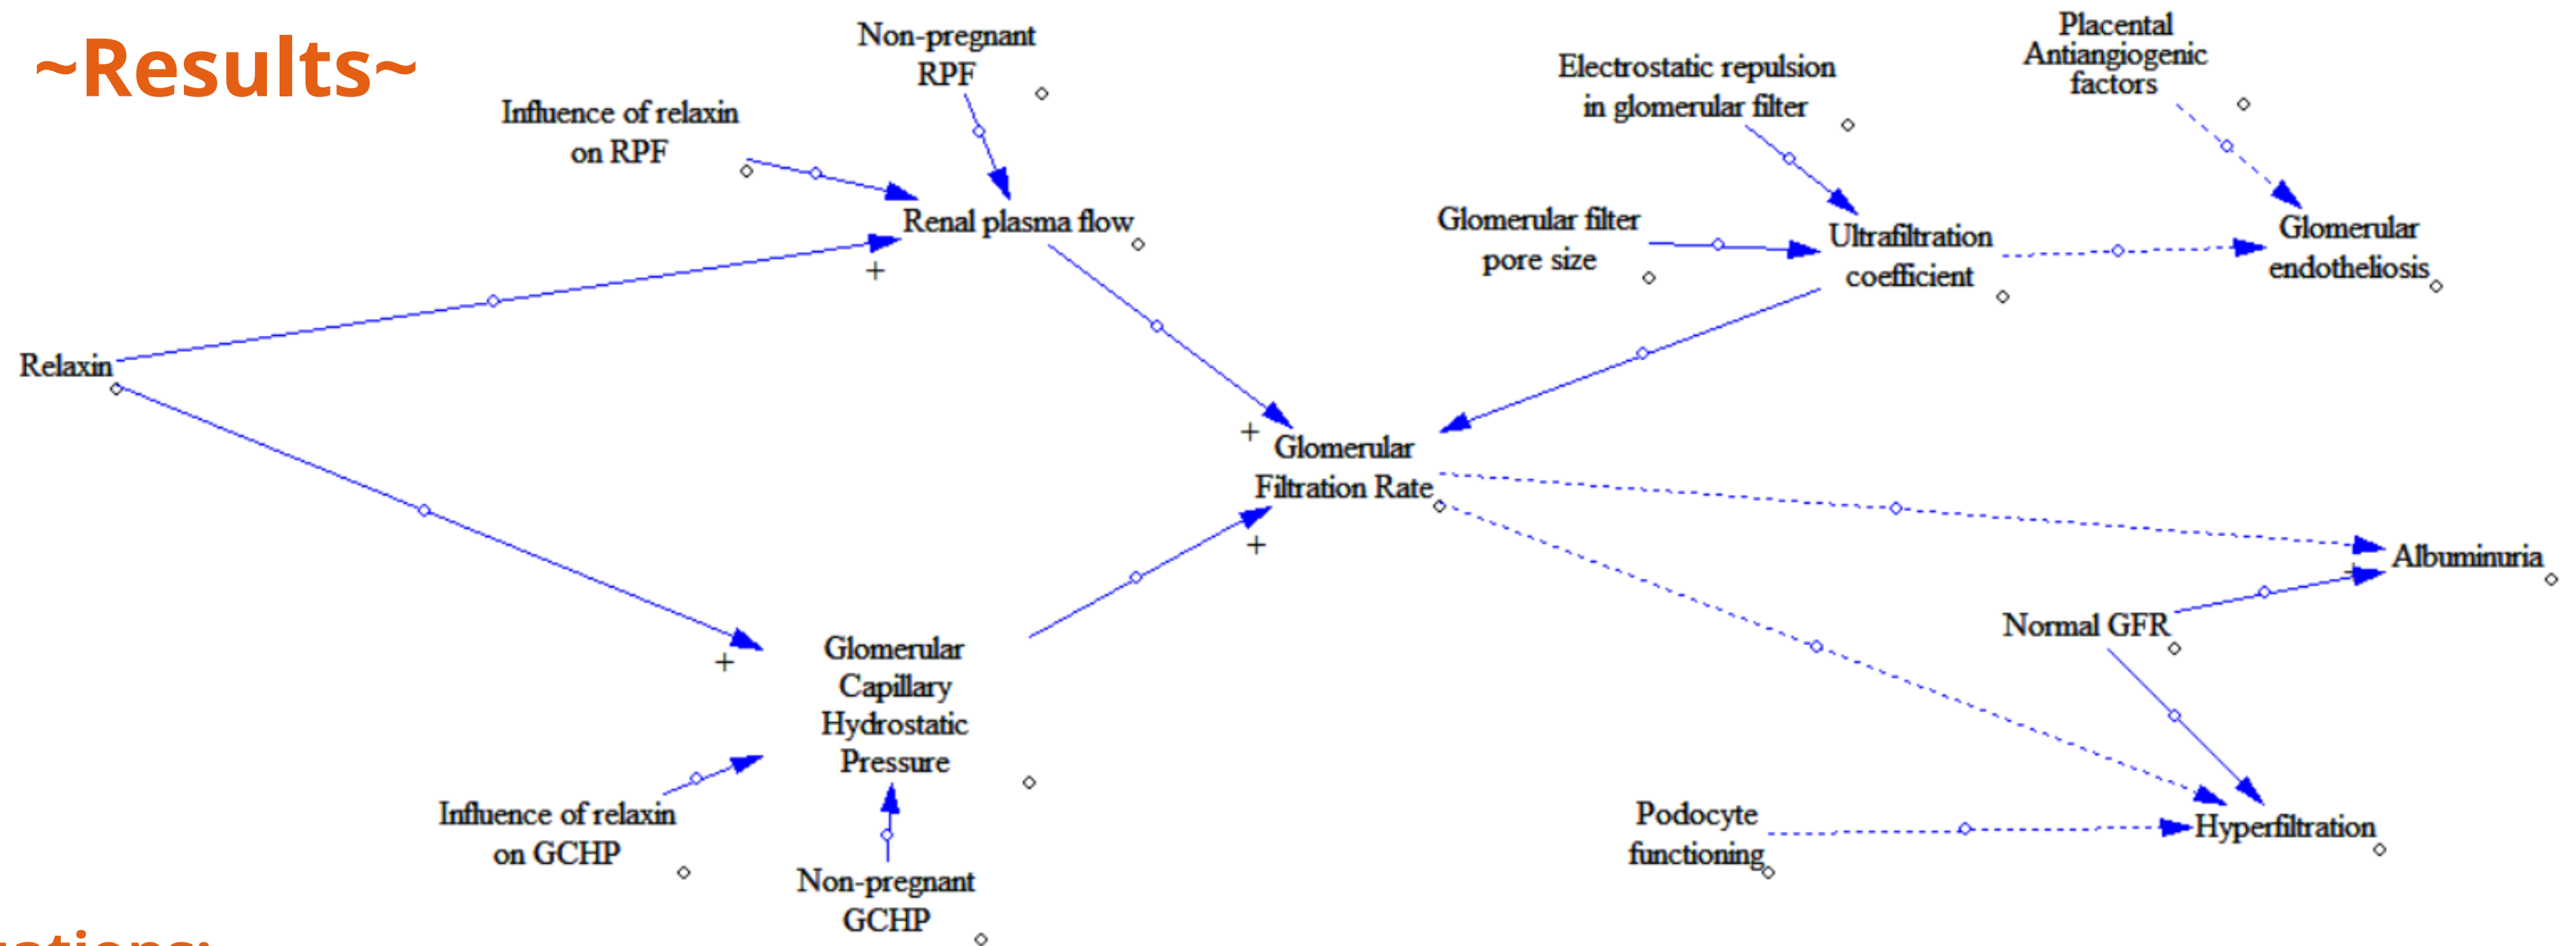 ~Results~
Non-pregnant
RPF
Influence of relaxin
on RPF
Renal plasma flow
+
Relaxin
Electrostatic repulsion
in glomerular filter
Placental
Antiangiogenic
factors
Glomerular filter
pore size
Ultrafiltration
coefficient
Glomerular
endotheliosis
+
Glomerular
Filtration Rate
+
+
Albuminuria
Normal GFR
+
Glomerular
Capillary
Hydrostatic
Pressure
Influence of relaxin
on GCHP
Non-pregnant
GCHP
Podocyte
functioning
Hyperfiltration